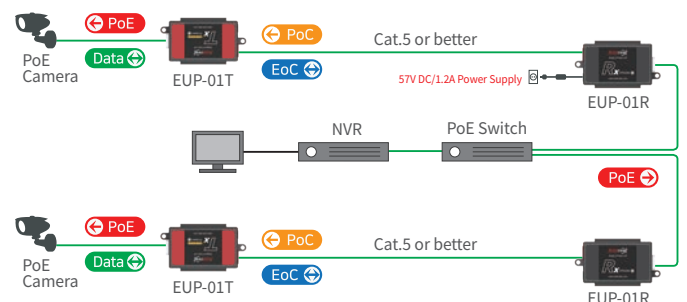 PoE
Data
PoE
Camera
EUP-01T
PoC
EoC
Cat.5 or better
57V DC/1.2A Power Supply
EUP-01R
NVR
PoE Switch
PoE
PoE
Data
PoE
Camera
EUP-01T
PoC
EoC
Cat.5 or better
EUP-01R